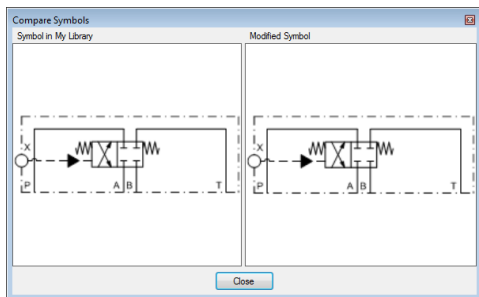 Compare Symbols
Symbol in My Library
Modified Symbol
X
P
A
B
T
X
P
A
B
T
Close